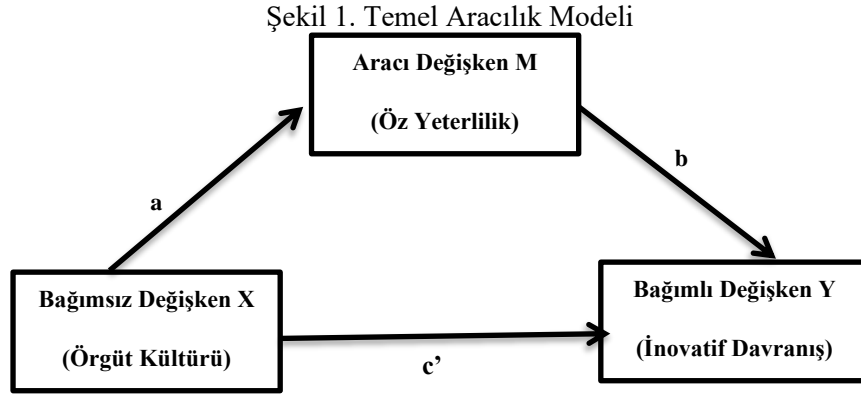 Şekil 1. Temel Aracılık Modeli
Aracı Değişken M
(Öz Yeterlilik)
a
b
Bağımsız Değişken X
(Örgüt Kültürü)
Bağımlı Değişken Y
(İnovatif Davranış)
c’